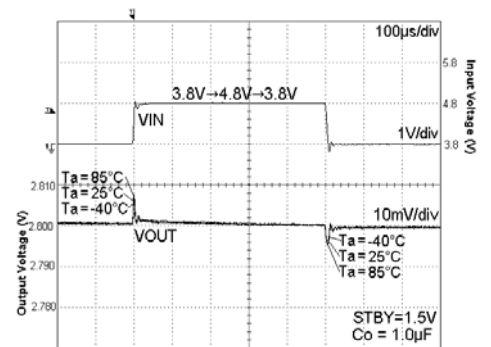 100µs/div
5.8
3.8V→4.8V→3.8V
4.8
VIN
1V/div
3.8
Input Voltage (V)
Ta=85°C
Ta=25°C
Ta=-40°C
2.810
10mV/div
2.800
VOUT
Ta=-40°C
Ta=25°C
Ta=85°C
2.790
2.780
Output Voltage (V)
STBY=1.5V
Co = 1.0µF